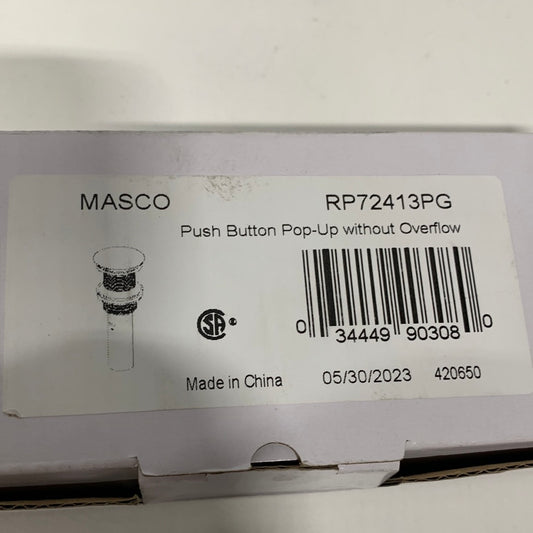 MASCO RP72413PG
Push Button Pop-Up without Overflow
SA
0 34449 90308 0
Made in China 05/30/2023 420650